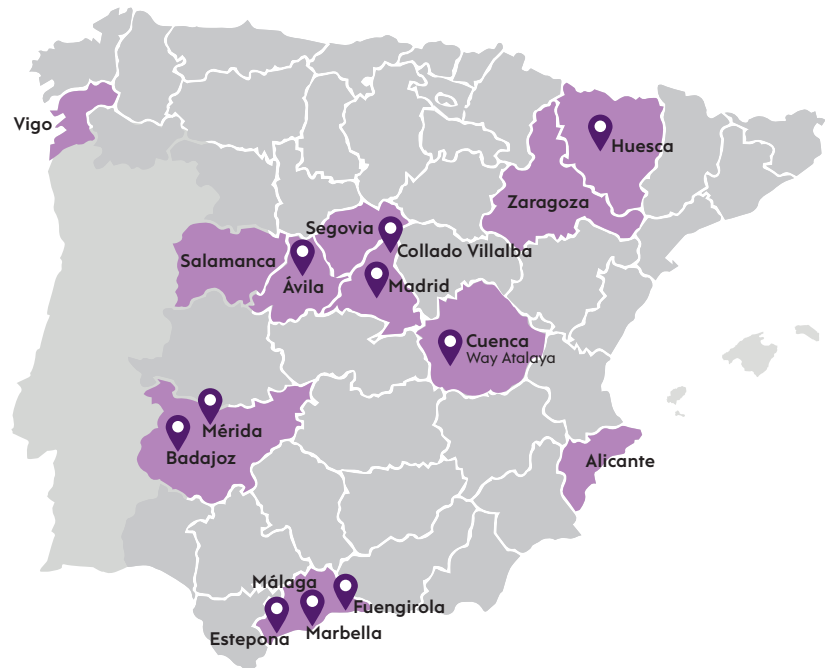 Vigo
Huesca
Zaragoza
Segovia
Collado Villalba
Salamanca
Ávila
Madrid
Cuenca
Way Atalaya
Mérida
Badajoz
Alicante
Málaga
Fuengirola
Marbella
Estepona